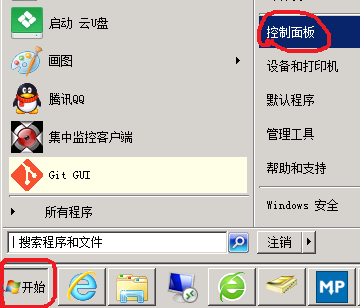 启动 云U盘
画图
腾讯QQ
集中监控客户端
Git GUI
所有程序
搜索程序和文件
控制面板
设备和打印机
默认程序
管理工具
帮助和支持
Windows 安全
注销
开始
MP